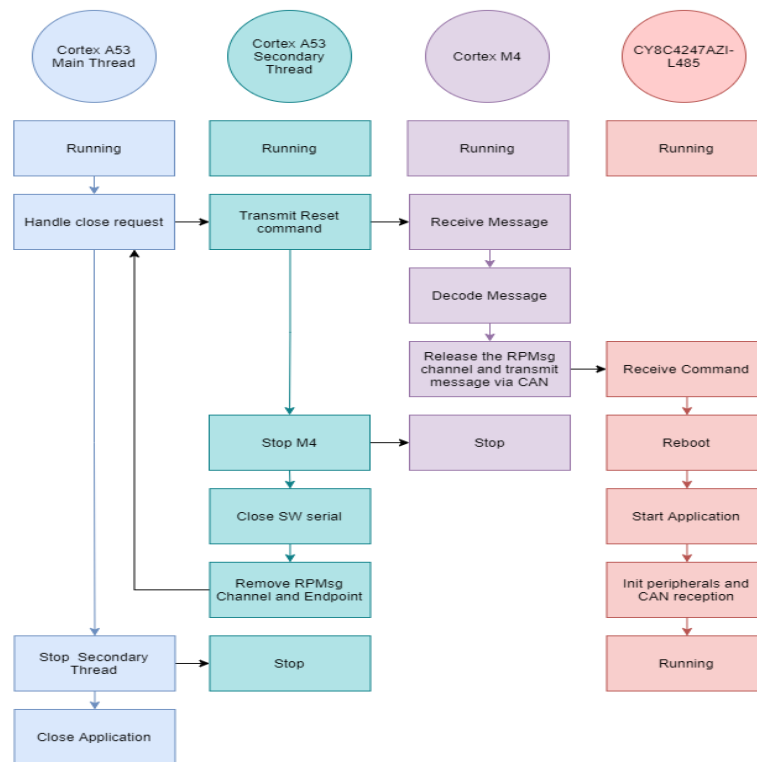 Cortex A53
Main Thread
Cortex A53
Secondary
Thread
Cortex M4
CY8C4247AZI-
L485
Running
Running
Running
Running
Handle close request
Transmit Reset
command
Receive Message
Decode Message
Release the RPMsg
channel and transmit
message via CAN
Receive Command
Stop M4
Stop
Reboot
Close SW serial
Start Application
Remove RPMsg
Channel and Endpoint
Init peripherals and
CAN reception
Stop Secondary
Thread
Stop
Running
Close Application